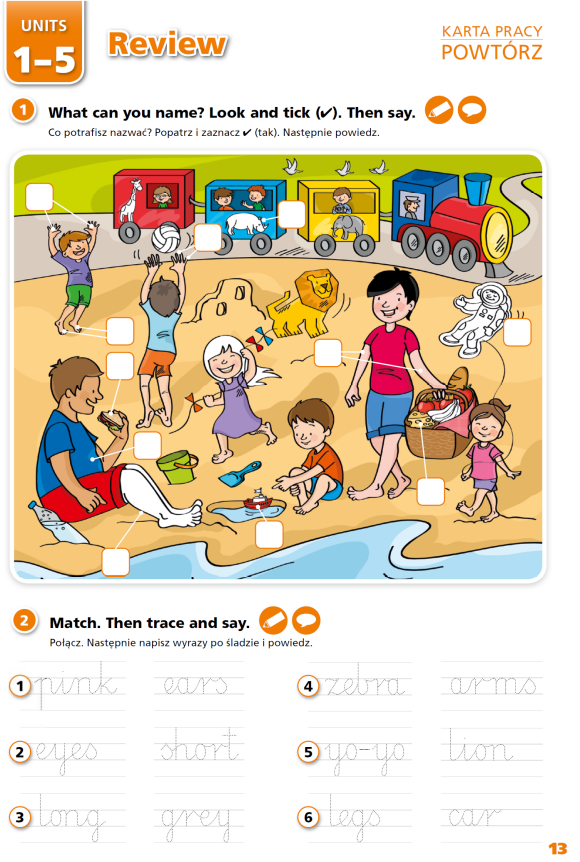 UNITS
1–5
Review
KARTA PRACY
POWTÓRZ
1 What can you name? Look and tick (✔). Then say.
Co potrafisz nazwać? Popatrz i zaznacz ✔ (tak). Następnie powiedz.
2 Match. Then trace and say.
Połącz. Następnie napisz wyrazy po śladzie i powiedz.
1 pink ears 4 zebra arms
2 eyes short 5 yo-yo lion
3 long grey 6 legs car
13